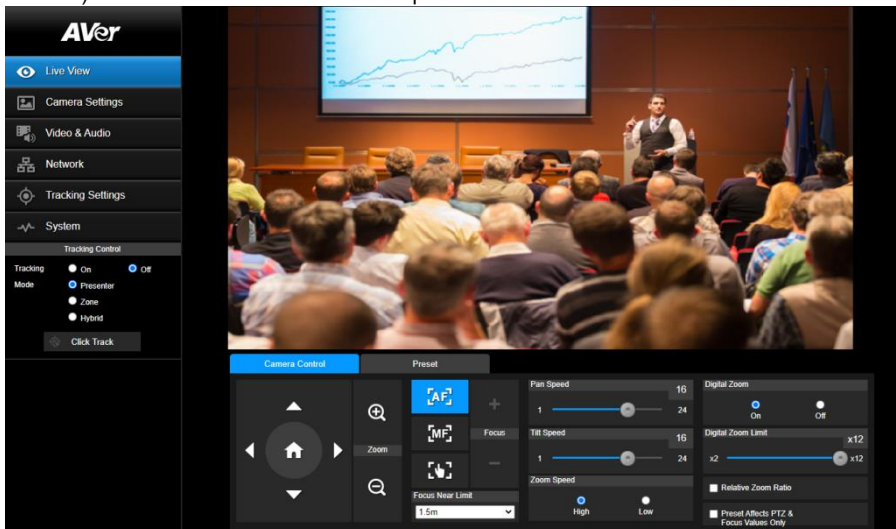 AVer
Live View
Camera Settings
Video & Audio
Network
Tracking Settings
System
Tracking Control
Tracking On Off
Mode Presenter
Zone
Hybrid
Click Track
Camera Control Preset
AF
MF
Zoom
Focus
Focus Near Limit
1.5m
Pan Speed 16
1 24
Tilt Speed 16
1 24
Zoom Speed
High Low
Digital Zoom
On Off
Digital Zoom Limit x12
x2 x12
Relative Zoom Ratio
Preset Affects PTZ &
Focus Values Only